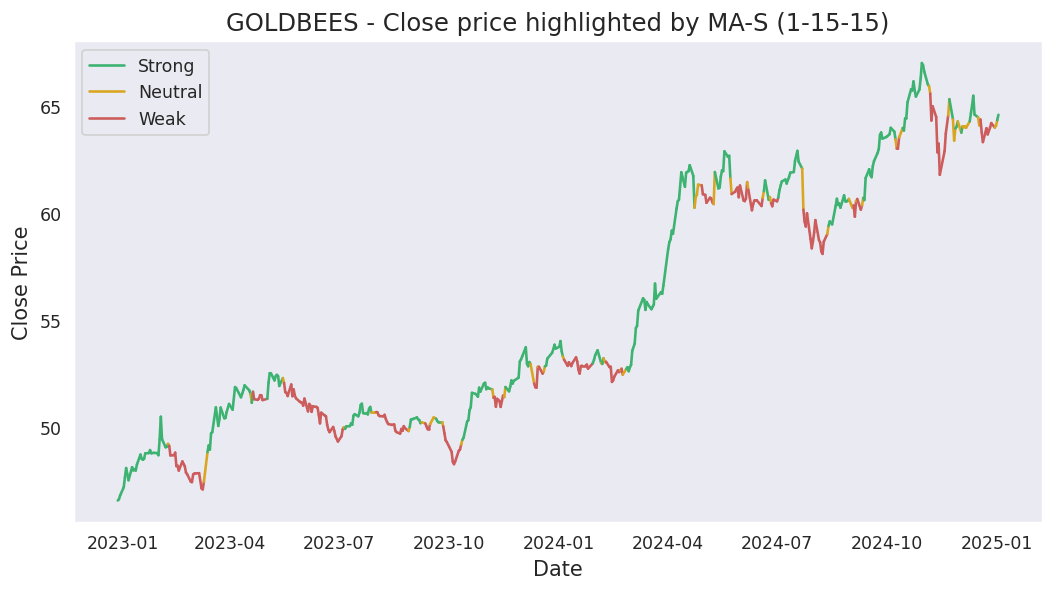 GOLDBEES - Close price highlighted by MA-S (1-15-15)
Strong
Neutral
Weak
Close Price
65
60
55
50
2023-01 2023-04 2023-07 2023-10 2024-01 2024-04 2024-07 2024-10 2025-01
Date